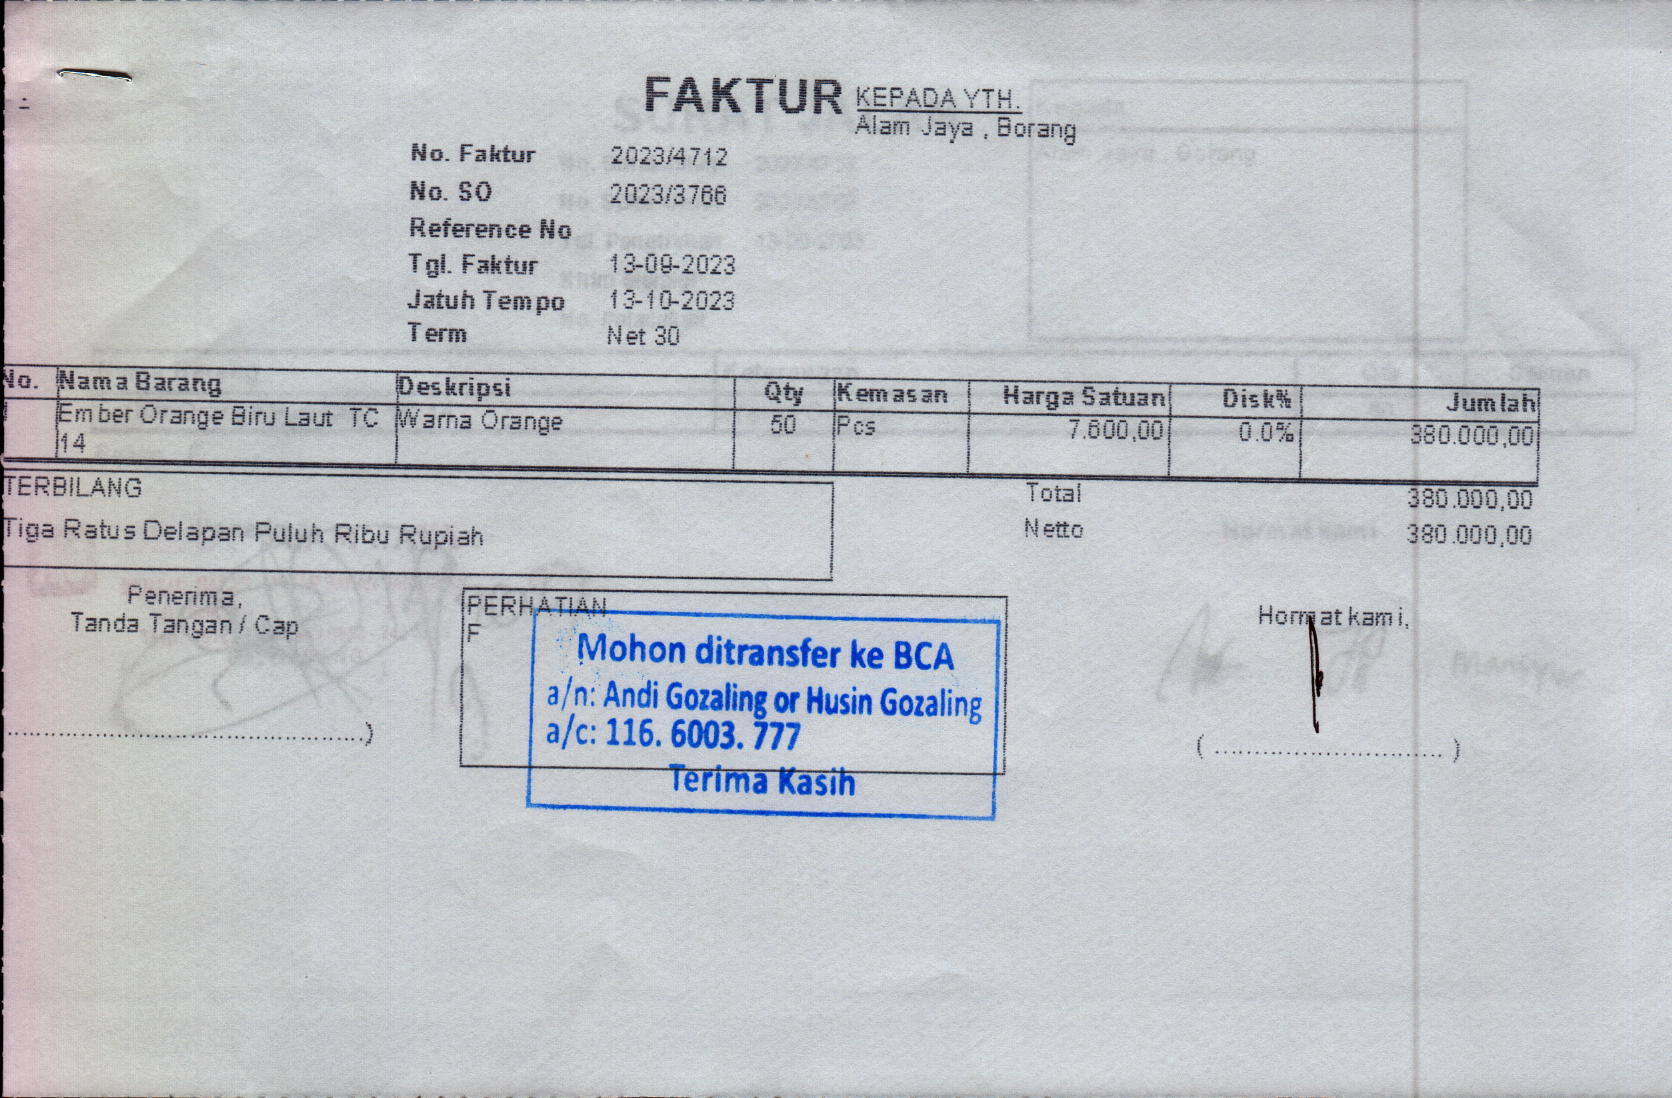 FAKTUR KEPADA YTH.
Alam Jaya , Borang
No. Faktur 2023/4712
No. SO 2023/3766
Reference No
Tgl. Faktur 13-09-2023
Jatuh Tempo 13-10-2023
Term Net 30
No. Nama Barang Deskripsi Qty Kemasan Harga Satuan Disk% Jumlah
Ember Orange Biru Laut TC Warna Orange 50 Pcs 7.600,00 0.0% 380.000,00
14
TERBILANG Total 380.000,00
Tiga Ratus Delapan Puluh Ribu Rupiah Netto 380.000,00
Penerima,
Tanda Tangan / Cap
PERHATIAN
F
Mohon ditransfer ke BCA
a/n: Andi Gozaling or Husin Gozaling
a/c: 116. 6003. 777
Terima Kasih
Hormat kami,